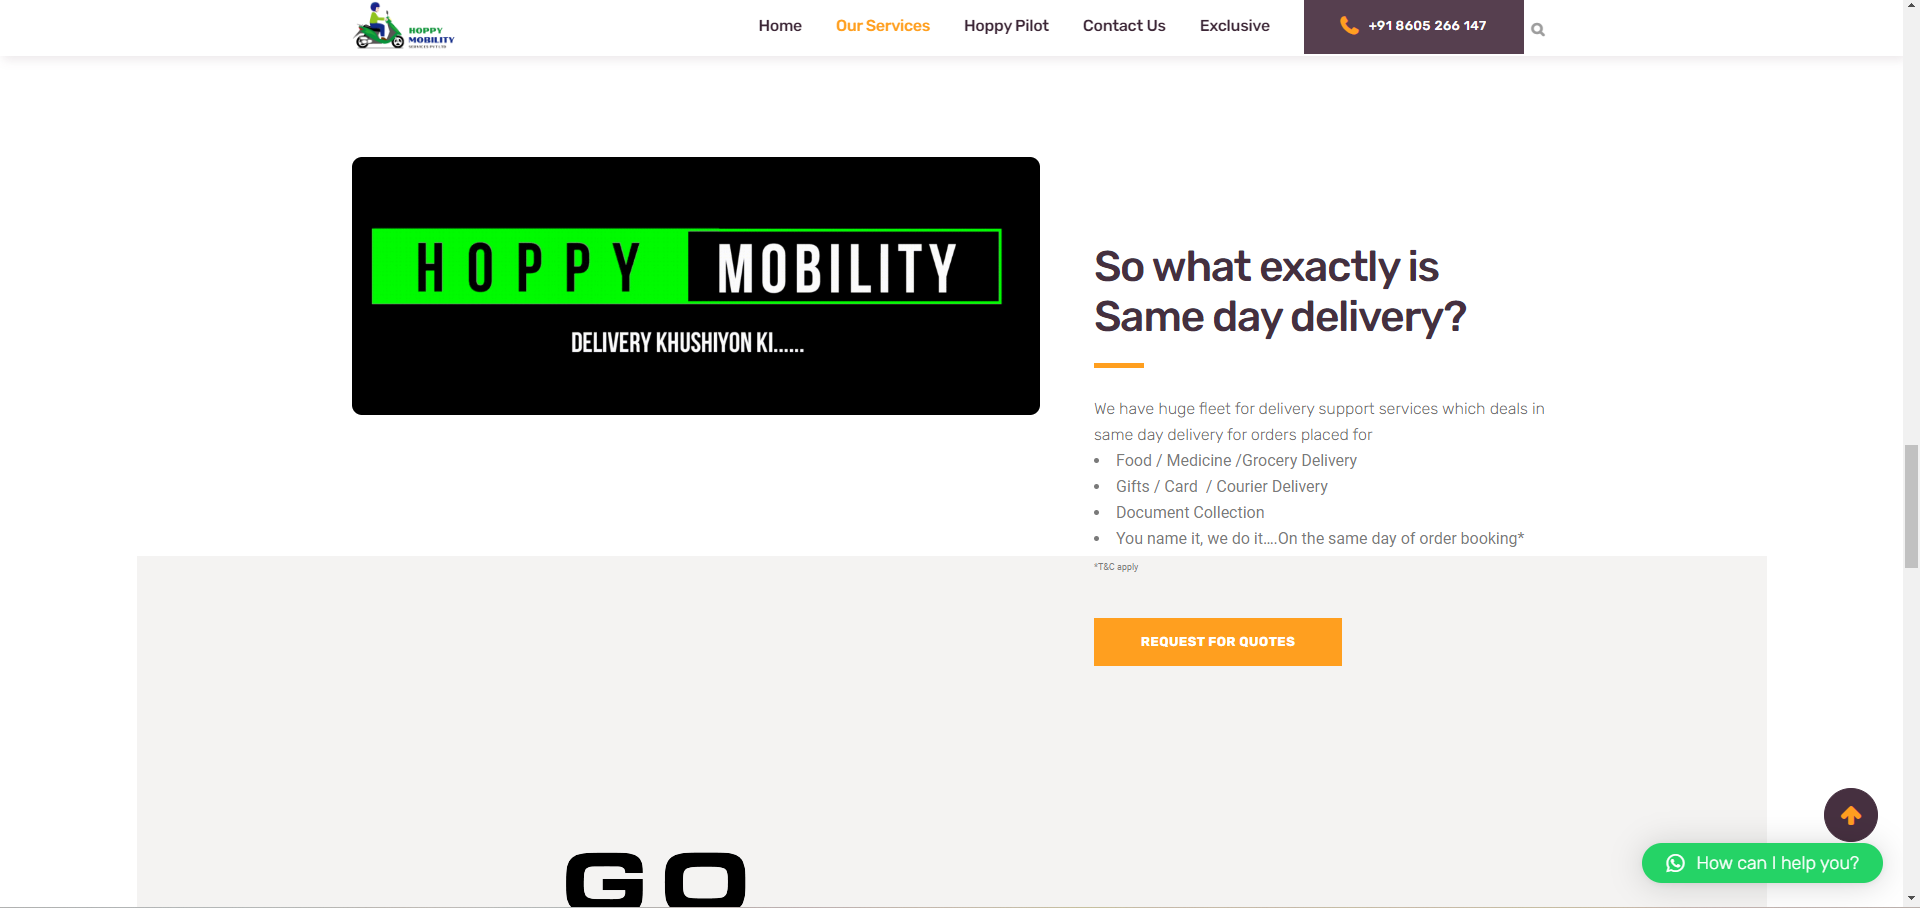 HOPPY
MOBILITY
SERVICES PVT LTD
Home
Our Services
Hoppy Pilot
Contact Us
Exclusive
+91 8605 266 147
HOPPY MOBILITY
DELIVERY KHUSHIYON KI......
So what exactly is
Same day delivery?
We have huge fleet for delivery support services which deals in
same day delivery for orders placed for
• Food / Medicine /Grocery Delivery
• Gifts / Card / Courier Delivery
• Document Collection
• You name it, we do it....On the same day of order booking*
*T&C apply
REQUEST FOR QUOTES
GO
How can I help you?